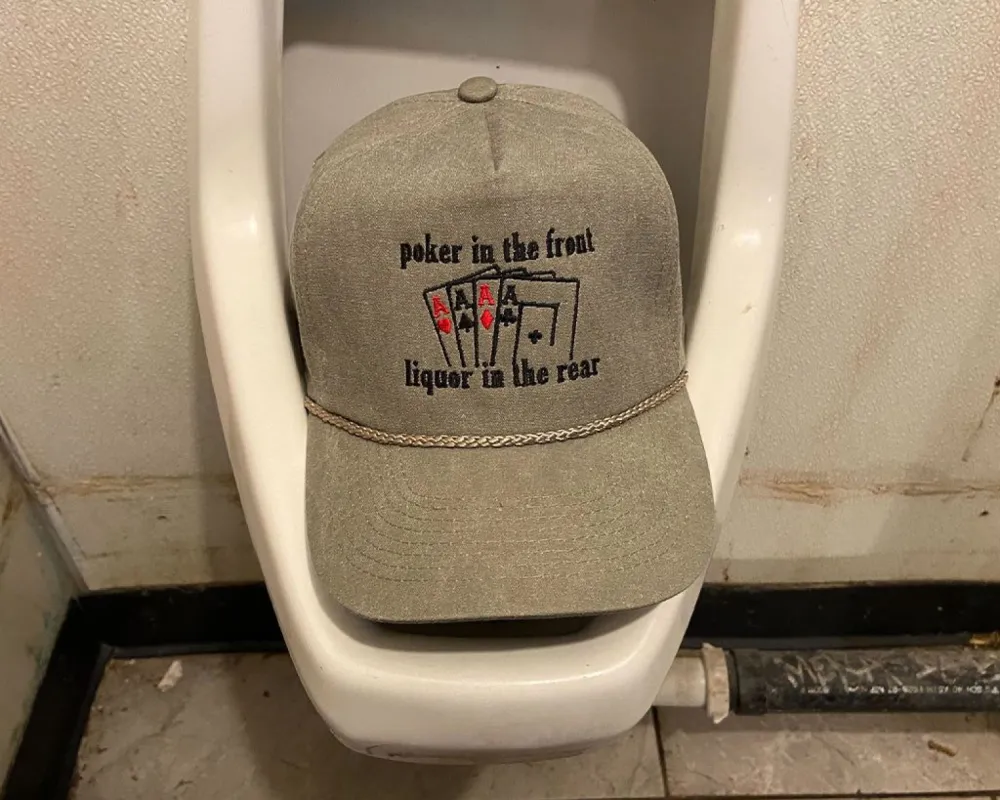 poker in the front
A A A A
liquor in the rear